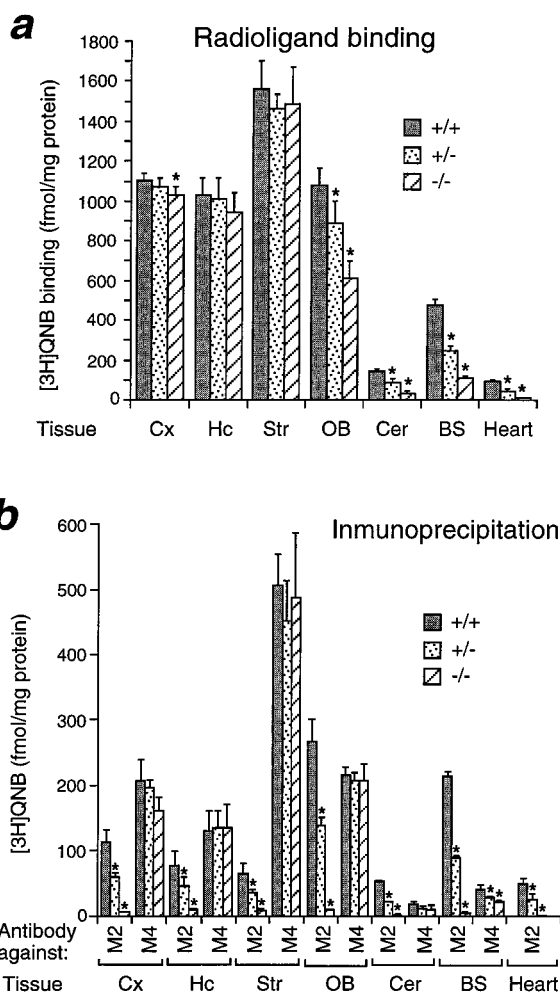 a
Radioligand binding
[3H]QNB binding (fmol/mg protein)
1800
1600
1400
1200
1000
800
600
400
200
0
+/+
+/-
-/-
* * * * * * * * *
Tissue Cx Hc Str OB Cer BS Heart
b
Inmunoprecipitation
[3H]QNB (fmol/mg protein)
600
500
400
300
200
100
0
+/+
+/-
-/-
* * * * * * * * * * * * * * * *
Antibody
against:
M2 M4 M2 M4 M2 M4 M2 M4 M2 M4 M2 M4 M2
Tissue Cx Hc Str OB Cer BS Heart